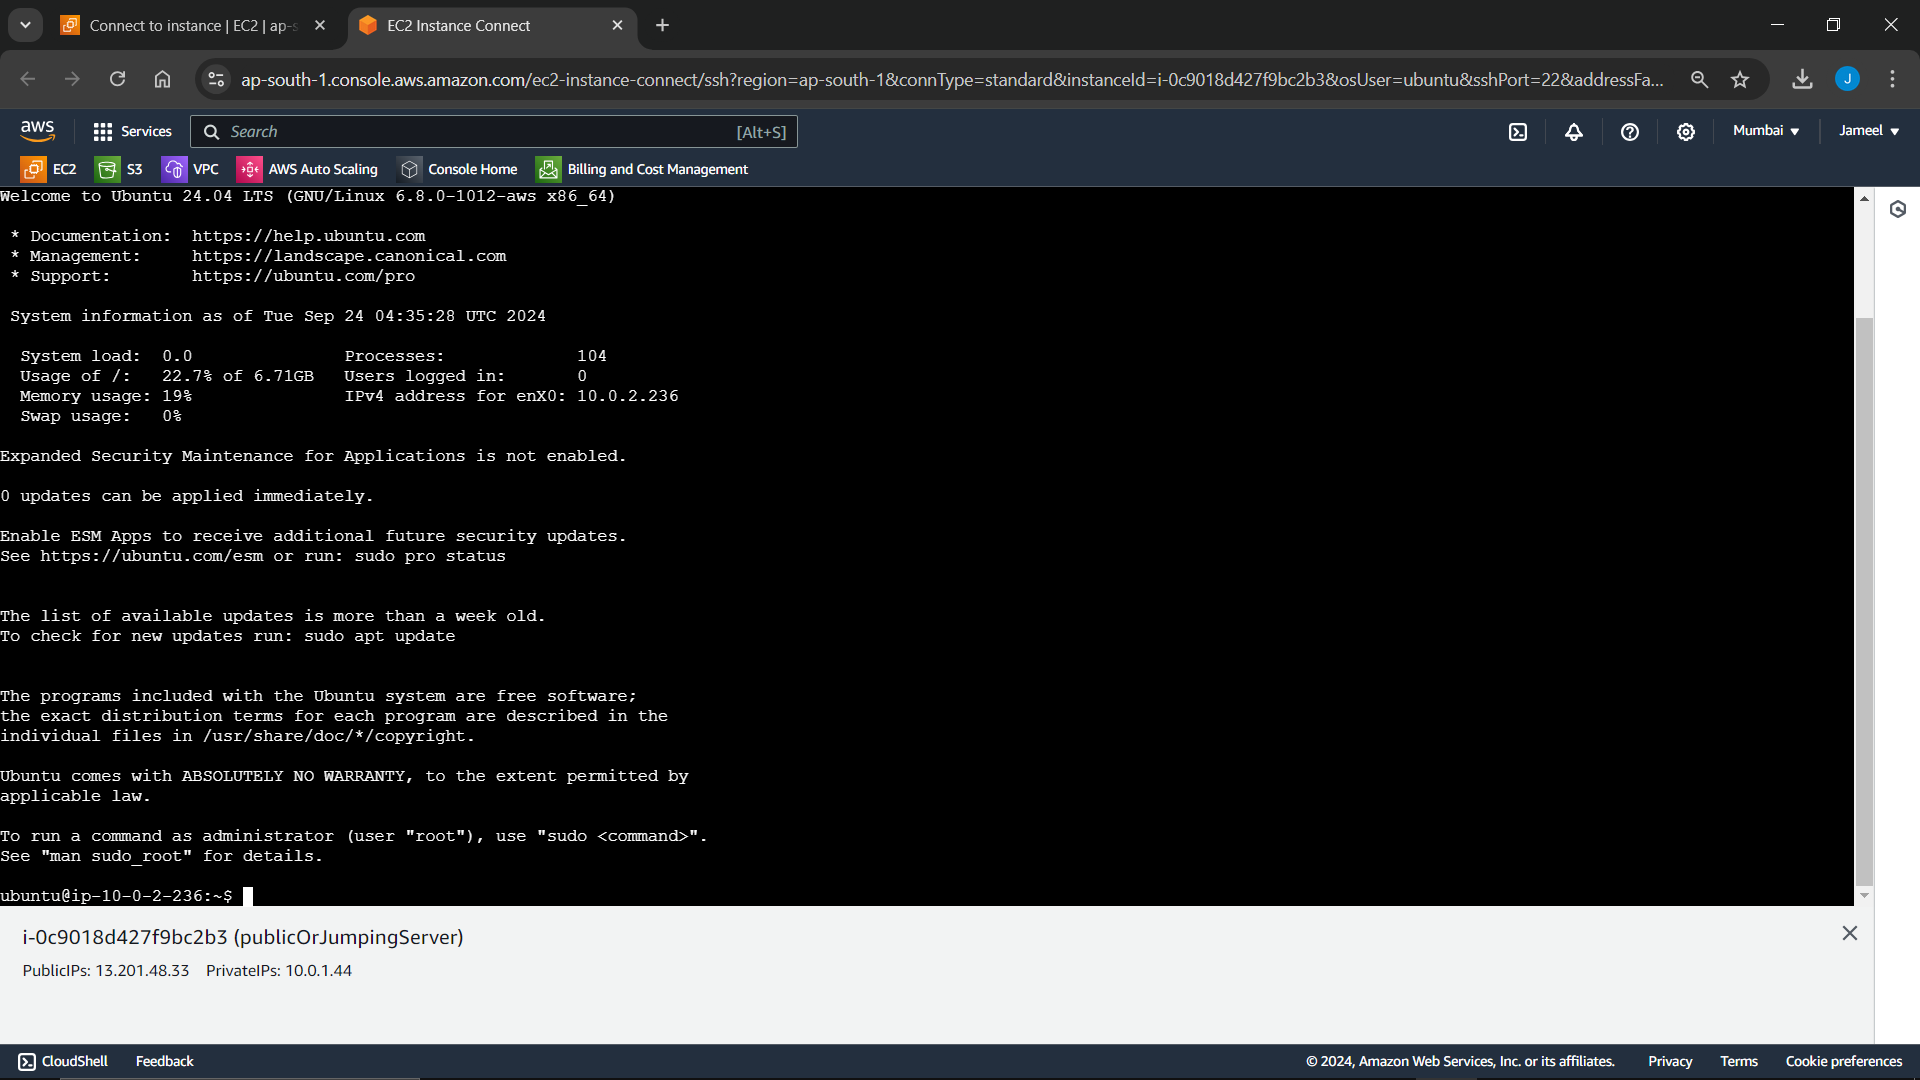 Connect to instance | EC2 | ap-s
EC2 Instance Connect
ap-south-1.console.aws.amazon.com/ec2-instance-connect/ssh?region=ap-south-1&connType=standard&instanceId=i-0c9018d427f9bc2b3&osUser=ubuntu&sshPort=22&addressFa...
J
aws
Services
Search
[Alt+S]
Mumbai
Jameel
EC2
S3
VPC
AWS Auto Scaling
Console Home
Billing and Cost Management
Welcome to Ubuntu 24.04 LTS (GNU/Linux 6.8.0-1012-aws x86_64)
* Documentation: https://help.ubuntu.com
* Management: https://landscape.canonical.com
* Support: https://ubuntu.com/pro
System information as of Tue Sep 24 04:35:28 UTC 2024
System load: 0.0 Processes: 104
Usage of /: 22.7% of 6.71GB Users logged in: 0
Memory usage: 19% IPv4 address for enX0: 10.0.2.236
Swap usage: 0%
Expanded Security Maintenance for Applications is not enabled.
0 updates can be applied immediately.
Enable ESM Apps to receive additional future security updates.
See https://ubuntu.com/esm or run: sudo pro status
The list of available updates is more than a week old.
To check for new updates run: sudo apt update
The programs included with the Ubuntu system are free software;
the exact distribution terms for each program are described in the
individual files in /usr/share/doc/*/copyright.
Ubuntu comes with ABSOLUTELY NO WARRANTY, to the extent permitted by
applicable law.
To run a command as administrator (user "root"), use "sudo <command>".
See "man sudo_root" for details.
ubuntu@ip-10-0-2-236:~$
i-0c9018d427f9bc2b3 (publicOrJumpingServer)
PublicIPs: 13.201.48.33 PrivateIPs: 10.0.1.44
CloudShell
Feedback
© 2024, Amazon Web Services, Inc. or its affiliates.
Privacy
Terms
Cookie preferences